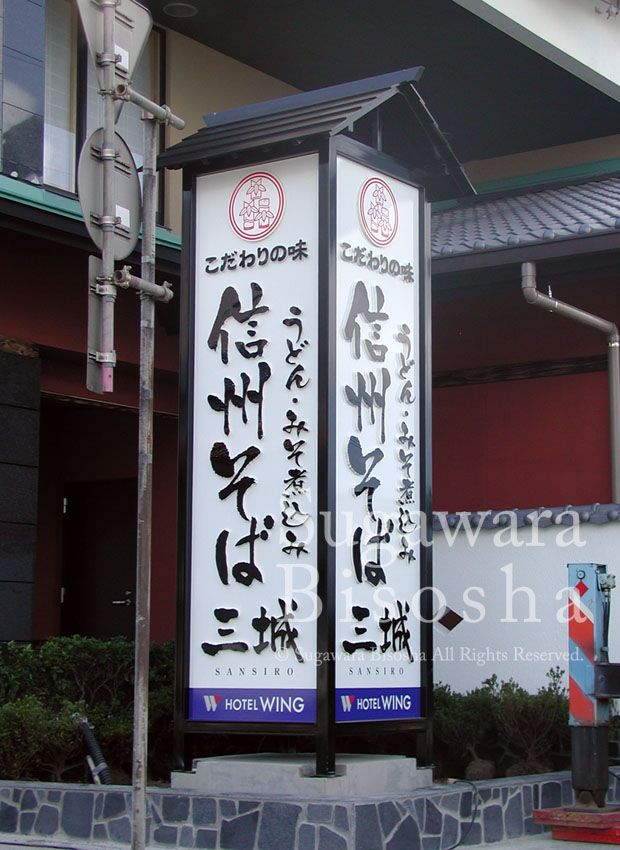 こだわりの味
うどん・みそ煮込み
信州そば
三城
SANSIRO
W HOTEL WING
こだわりの味
うどん・みそ煮込み
信州そば
三城
SANSIRO
W HOTEL WING
Sugawara
Bisosha
© Sugawara Bisosha All Rights Reserved.